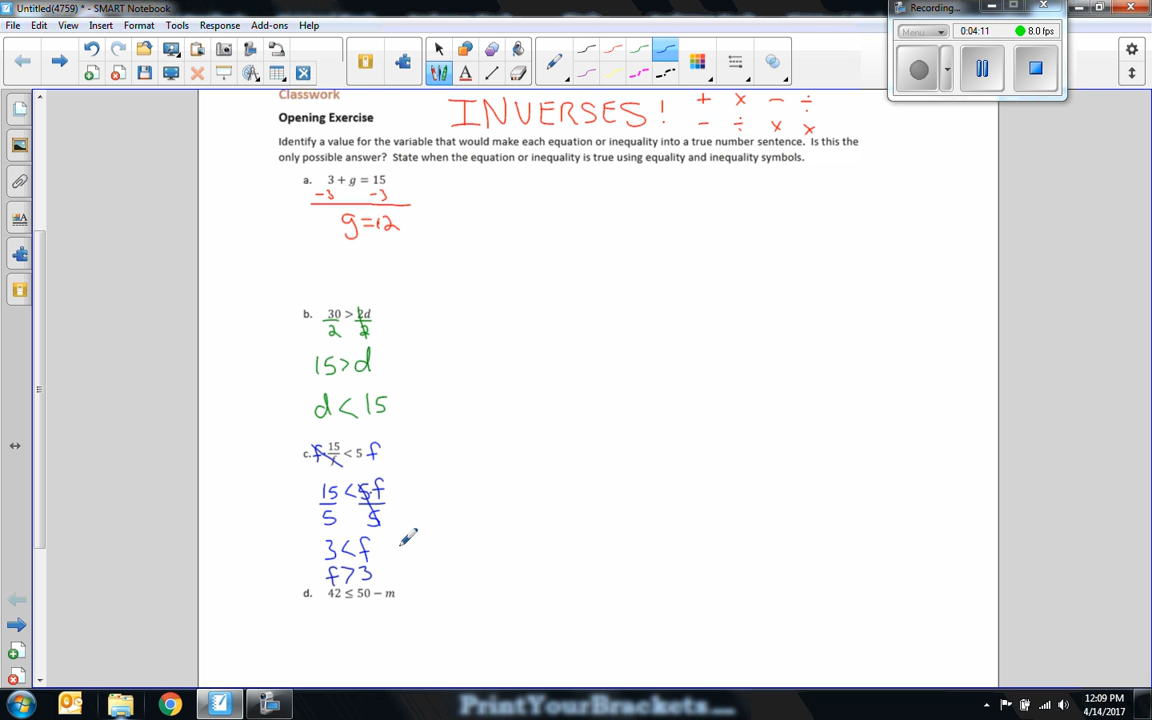 Untitled(4759) * - SMART Notebook
File Edit View Insert Format Tools Response Add-ons Help
Recording...
Menu 0:04:11 8.0 fps
Classwork
INVERSES! + x − ÷
− ÷ x x
Opening Exercise
Identify a value for the variable that would make each equation or inequality into a true number sentence. Is this the
only possible answer? State when the equation or inequality is true using equality and inequality symbols.
a. 3 + g = 15
−3 −3
g=12
b. 30 > 2d
2 2
15>d
d<15
c. f· 15/f < 5 f
15<5f
5 5
3<f
f>3
d. 42 ≤ 50 − m
PrintYourBrackets.com
12:09 PM
4/14/2017